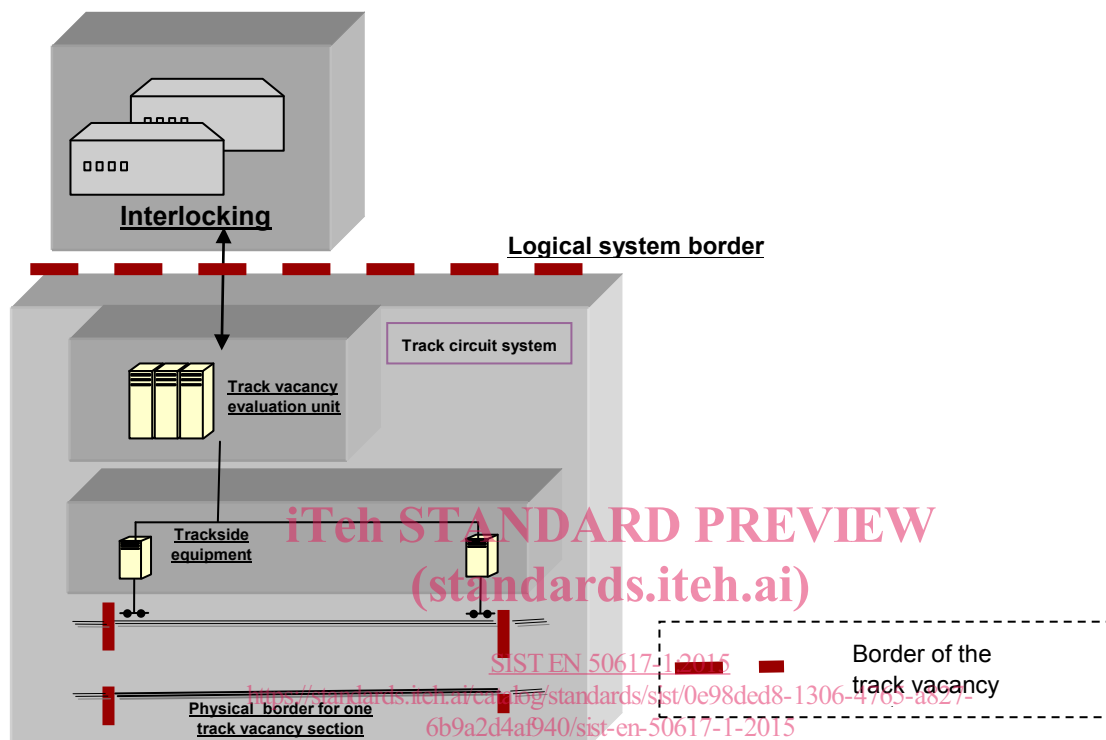 Interlocking
Logical system border
Track circuit system
Track vacancy
evaluation unit
iTeh STANDARD PREVIEW
Trackside
equipment
(standards.iteh.ai)
SIST EN 50617-1:2015
Border of the
track vacancy
https://standards.iteh.ai/catalog/standards/sist/0e98ded8-1306-4765-a827-
Physical border for one
track vacancy section
6b9a2d4af940/sist-en-50617-1-2015